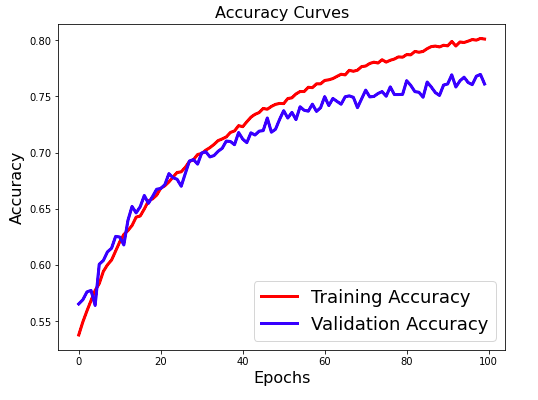 Accuracy Curves
Accuracy
0.80
0.75
0.70
0.65
0.60
0.55
0 20 40 60 80 100
Epochs
Training Accuracy
Validation Accuracy